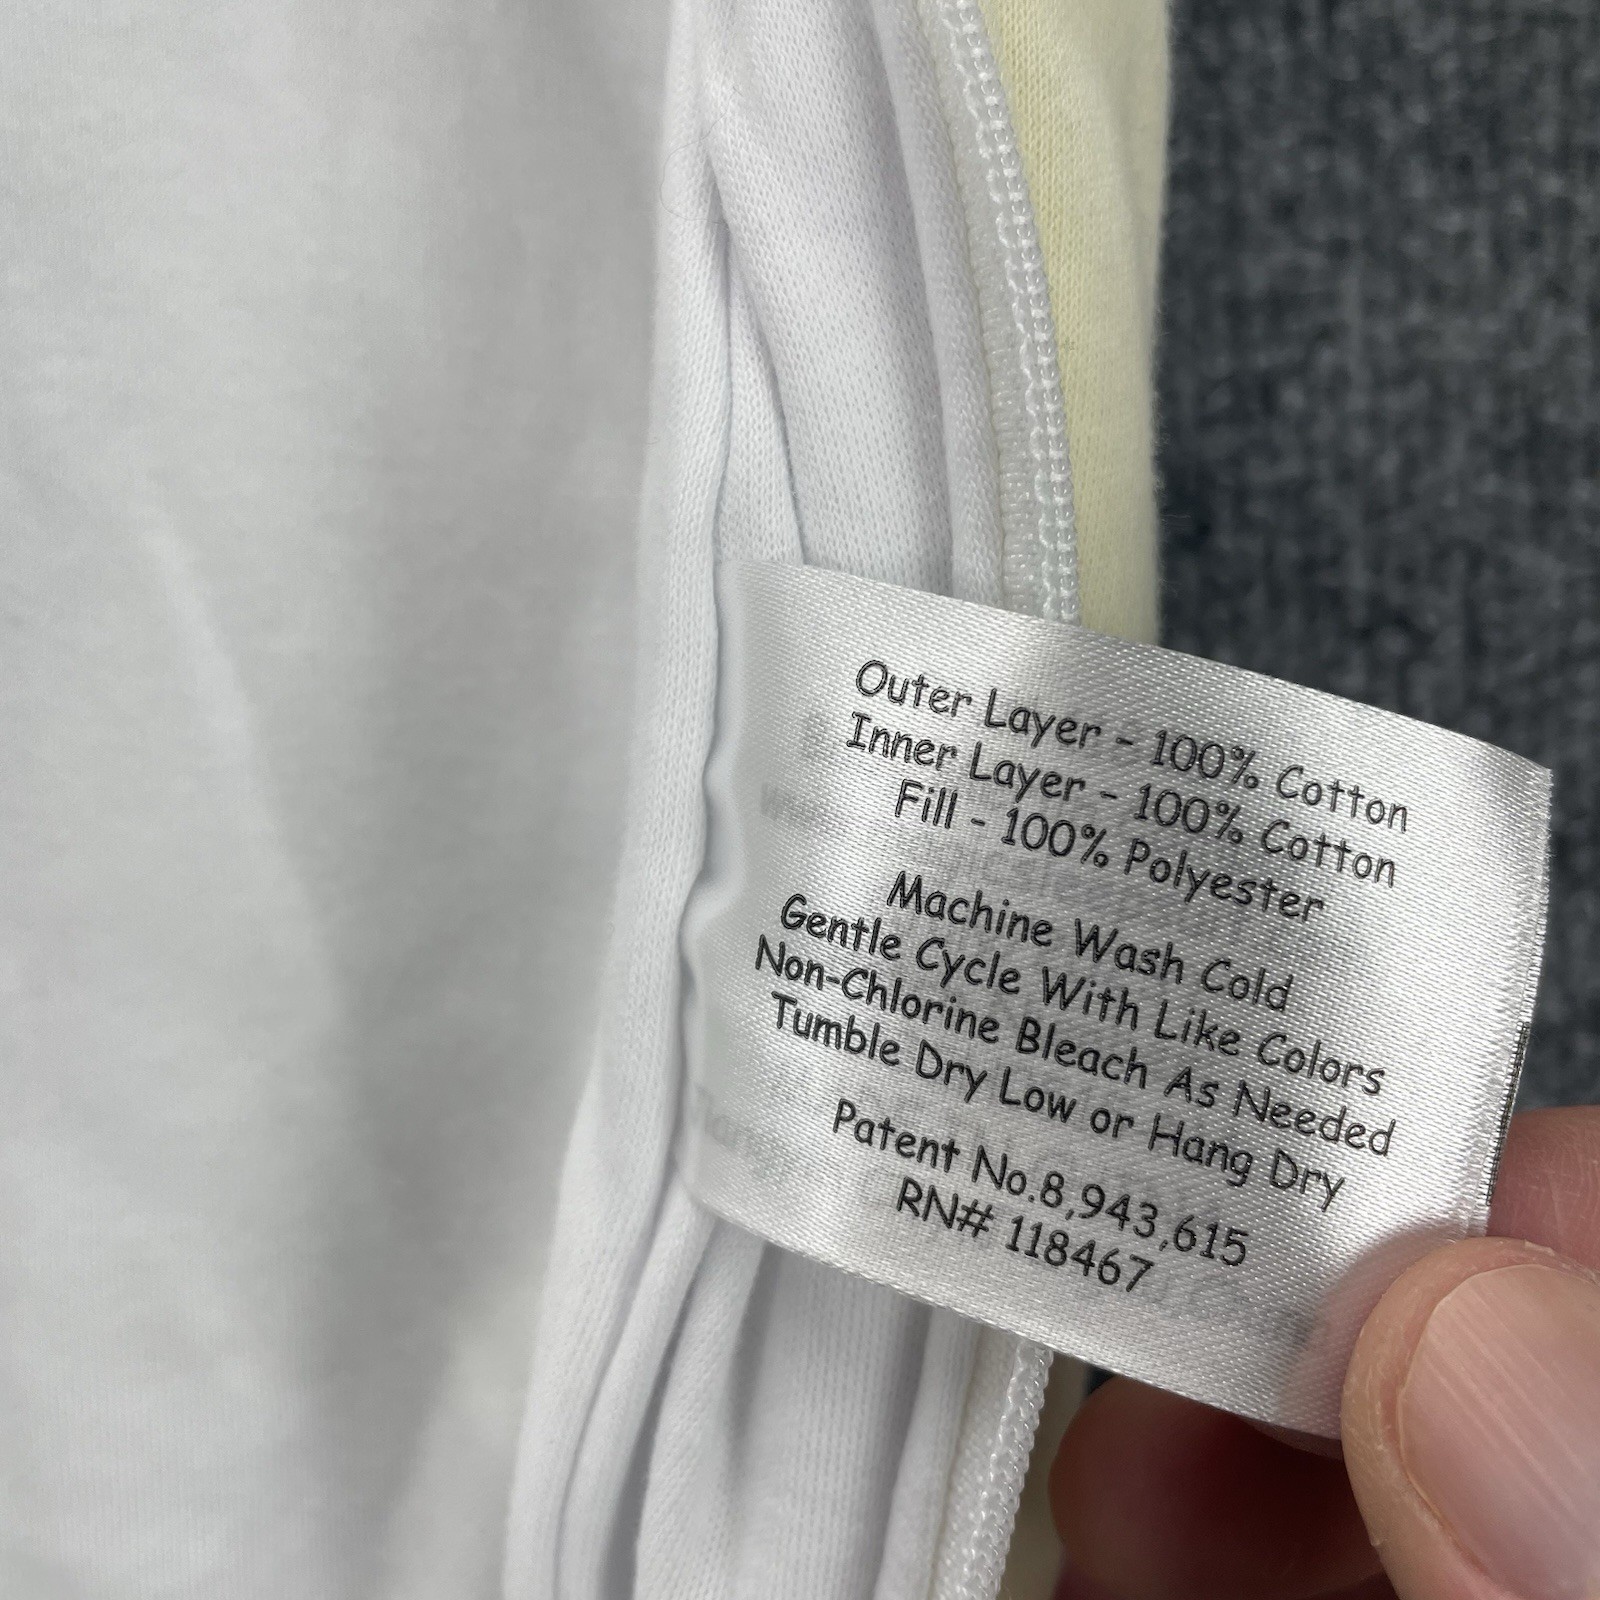 Outer Layer - 100% Cotton
Inner Layer - 100% Cotton
Fill - 100% Polyester
Machine Wash Cold
Gentle Cycle With Like Colors
Non-Chlorine Bleach As Needed
Tumble Dry Low or Hang Dry
Patent No.8,943,615
RN# 118467